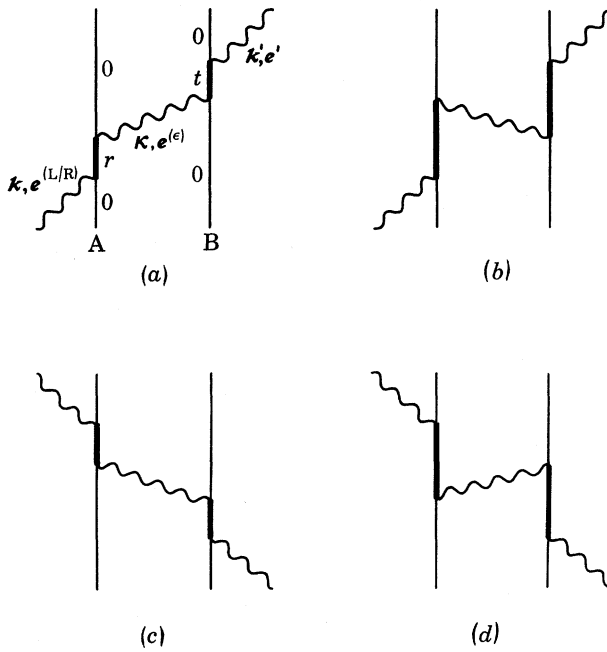 0
0
k', e'
t
κ, e^(ϵ)
k, e^(L/R)
r
0
0
A B
(a)
(b)
(c)
(d)